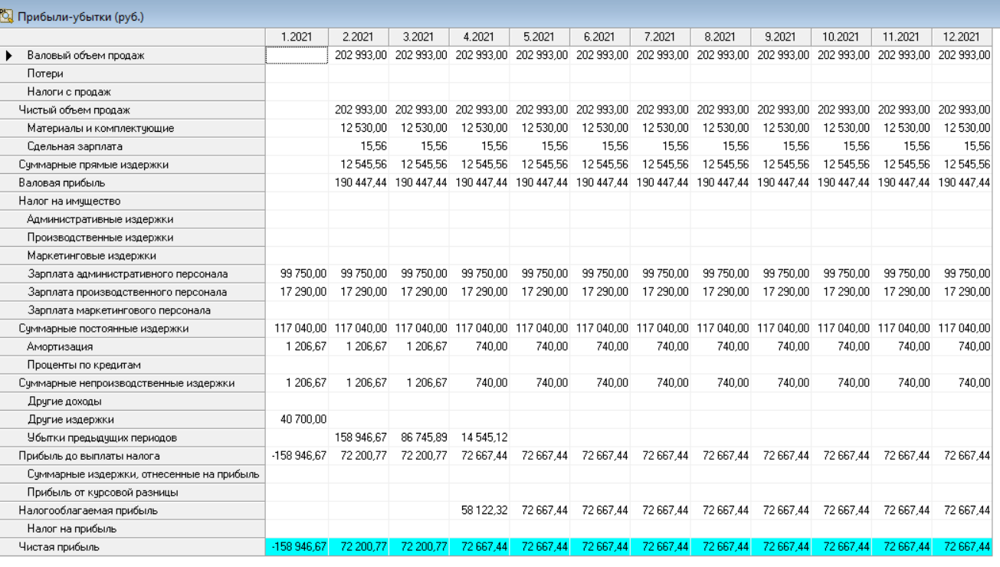 Прибыли-убытки (руб.)
1.2021 2.2021 3.2021 4.2021 5.2021 6.2021 7.2021 8.2021 9.2021 10.2021 11.2021 12.2021
Валовый объем продаж 202 993,00 202 993,00 202 993,00 202 993,00 202 993,00 202 993,00 202 993,00 202 993,00 202 993,00 202 993,00 202 993,00
Потери
Налоги с продаж
Чистый объем продаж 202 993,00 202 993,00 202 993,00 202 993,00 202 993,00 202 993,00 202 993,00 202 993,00 202 993,00 202 993,00 202 993,00
Материалы и комплектующие 12 530,00 12 530,00 12 530,00 12 530,00 12 530,00 12 530,00 12 530,00 12 530,00 12 530,00 12 530,00 12 530,00
Сдельная зарплата 15,56 15,56 15,56 15,56 15,56 15,56 15,56 15,56 15,56 15,56 15,56
Суммарные прямые издержки 12 545,56 12 545,56 12 545,56 12 545,56 12 545,56 12 545,56 12 545,56 12 545,56 12 545,56 12 545,56 12 545,56
Валовая прибыль 190 447,44 190 447,44 190 447,44 190 447,44 190 447,44 190 447,44 190 447,44 190 447,44 190 447,44 190 447,44 190 447,44
Налог на имущество
Административные издержки
Производственные издержки
Маркетинговые издержки
Зарплата административного персонала 99 750,00 99 750,00 99 750,00 99 750,00 99 750,00 99 750,00 99 750,00 99 750,00 99 750,00 99 750,00 99 750,00 99 750,00
Зарплата производственного персонала 17 290,00 17 290,00 17 290,00 17 290,00 17 290,00 17 290,00 17 290,00 17 290,00 17 290,00 17 290,00 17 290,00 17 290,00
Зарплата маркетингового персонала
Суммарные постоянные издержки 117 040,00 117 040,00 117 040,00 117 040,00 117 040,00 117 040,00 117 040,00 117 040,00 117 040,00 117 040,00 117 040,00 117 040,00
Амортизация 1 206,67 1 206,67 1 206,67 740,00 740,00 740,00 740,00 740,00 740,00 740,00 740,00 740,00
Проценты по кредитам
Суммарные непроизводственные издержки 1 206,67 1 206,67 1 206,67 740,00 740,00 740,00 740,00 740,00 740,00 740,00 740,00 740,00
Другие доходы
Другие издержки 40 700,00
Убытки предыдущих периодов 158 946,67 86 745,89 14 545,12
Прибыль до выплаты налога -158 946,67 72 200,77 72 200,77 72 667,44 72 667,44 72 667,44 72 667,44 72 667,44 72 667,44 72 667,44 72 667,44 72 667,44
Суммарные издержки, отнесенные на прибыль
Прибыль от курсовой разницы
Налогооблагаемая прибыль 58 122,32 72 667,44 72 667,44 72 667,44 72 667,44 72 667,44 72 667,44 72 667,44 72 667,44
Налог на прибыль
Чистая прибыль -158 946,67 72 200,77 72 200,77 72 667,44 72 667,44 72 667,44 72 667,44 72 667,44 72 667,44 72 667,44 72 667,44 72 667,44